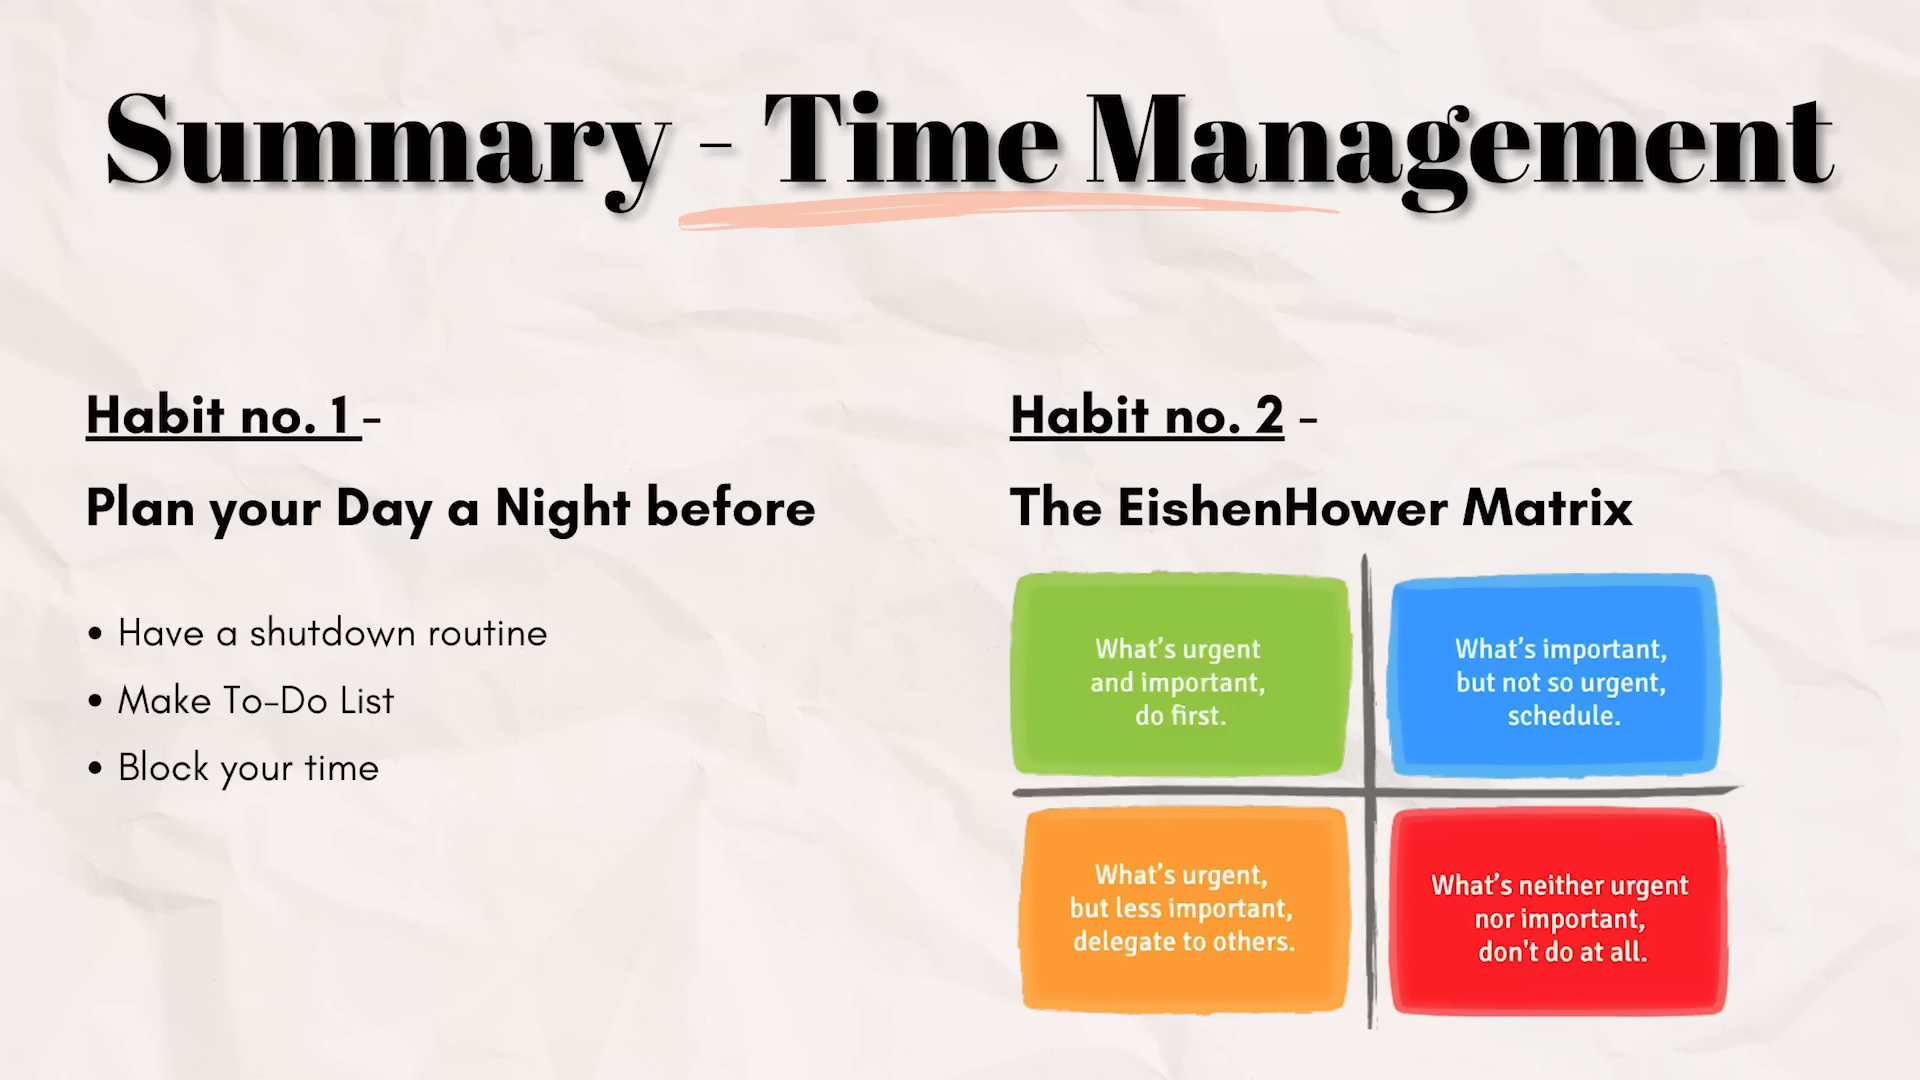 Summary - Time Management
Habit no. 1 -
Plan your Day a Night before
• Have a shutdown routine
• Make To-Do List
• Block your time
Habit no. 2 -
The EishenHower Matrix
What's urgent
and important,
do first.
What's important,
but not so urgent,
schedule.
What's urgent,
but less important,
delegate to others.
What's neither urgent
nor important,
don't do at all.